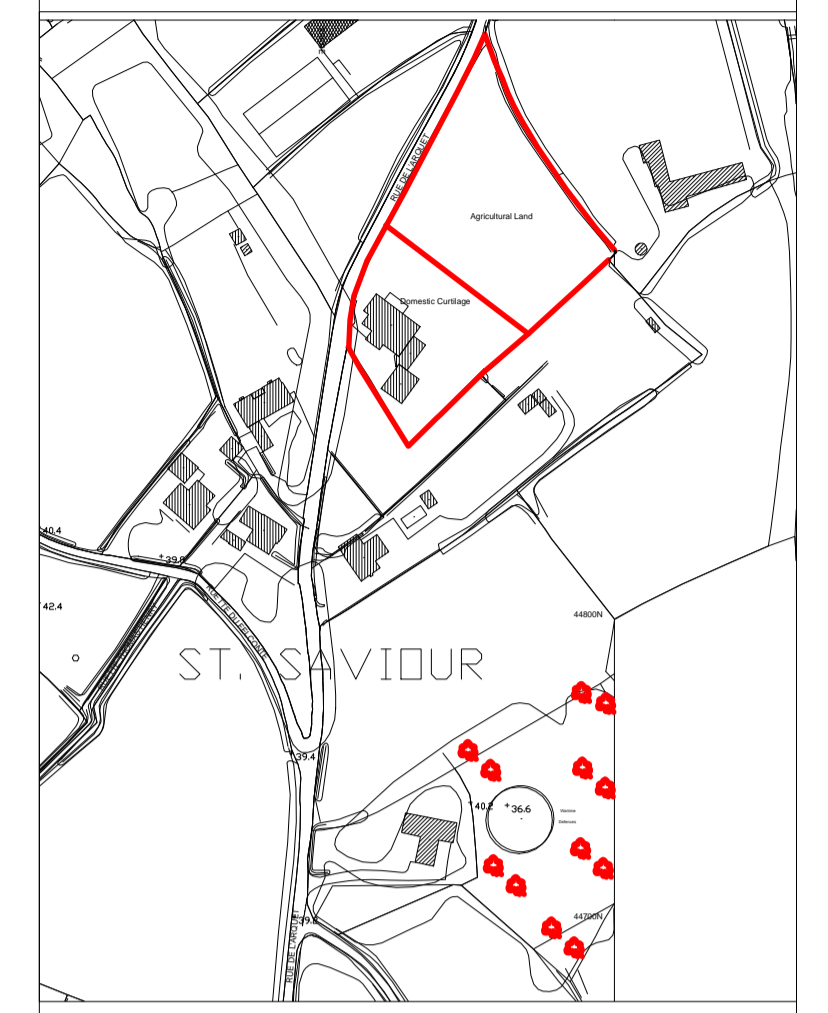 RUE DE L'ARQUET
Agricultural Land
Domestic Curtilage
40.4
39.8
42.4
44800N
ST. SAVIOUR
39.4
40.2
36.6
44700N
39.8
RUE DE L'ARQUET